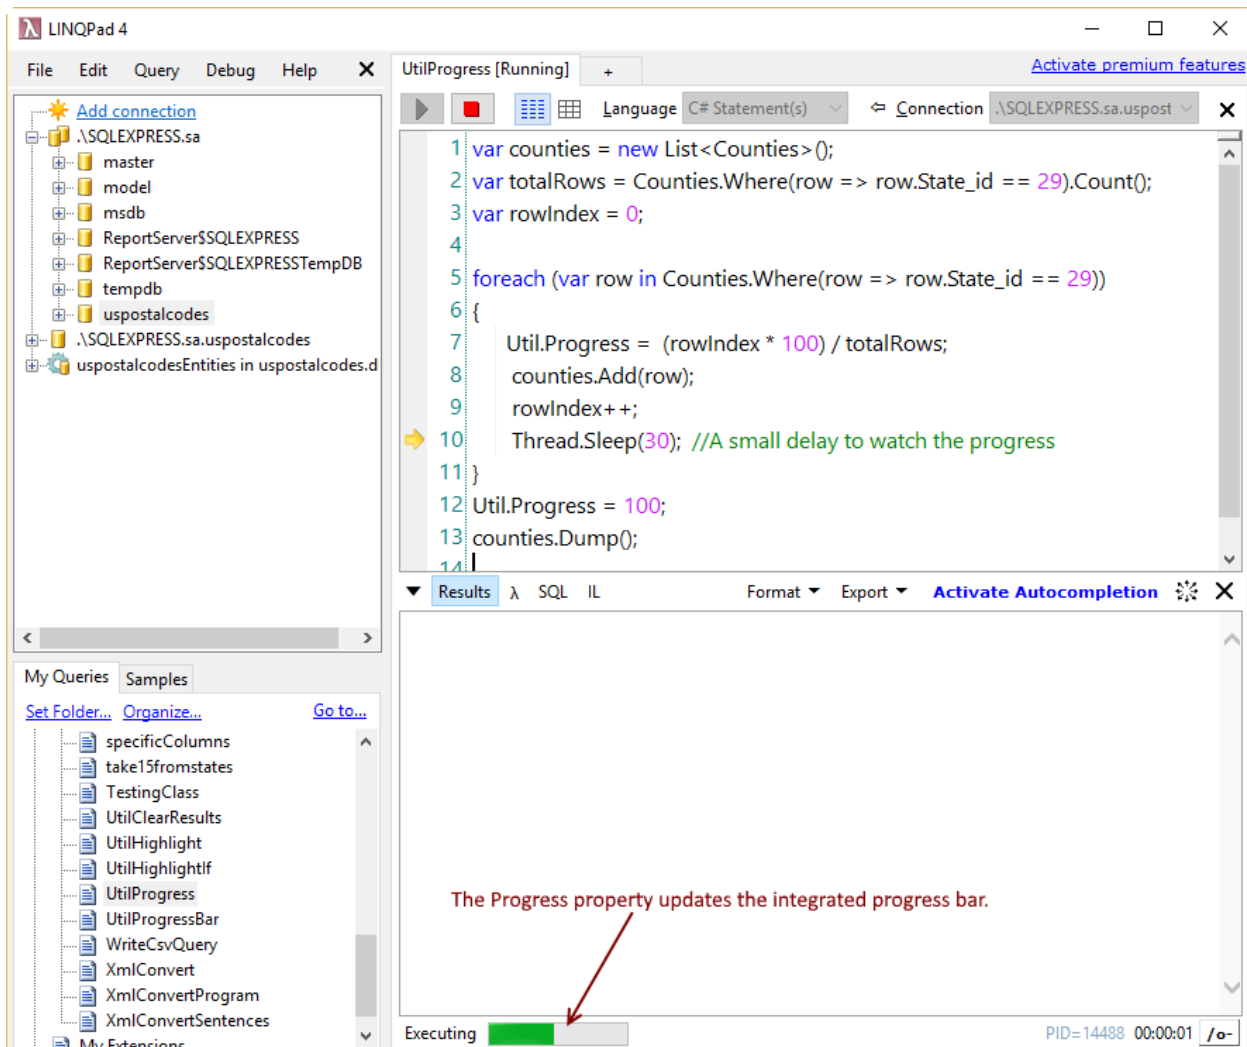 LINQPad 4
File Edit Query Debug Help
Add connection
.\SQLEXPRESS.sa
master
model
msdb
ReportServer$SQLEXPRESS
ReportServer$SQLEXPRESSTempDB
tempdb
uspostalcodes
.\SQLEXPRESS.sa.uspostalcodes
uspostalcodesEntities in uspostalcodes.d
My Queries Samples
Set Folder... Organize... Go to...
specificColumns
take15fromstates
TestingClass
UtilClearResults
UtilHighlight
UtilHighlightIf
UtilProgress
UtilProgressBar
WriteCsvQuery
XmlConvert
XmlConvertProgram
XmlConvertSentences
My Extensions
UtilProgress [Running] +
Activate premium features
Language C# Statement(s) Connection .\SQLEXPRESS.sa.uspost
1 var counties = new List<Counties>();
2 var totalRows = Counties.Where(row => row.State_id == 29).Count();
3 var rowIndex = 0;
4
5 foreach (var row in Counties.Where(row => row.State_id == 29))
6 {
7 Util.Progress = (rowIndex * 100) / totalRows;
8 counties.Add(row);
9 rowIndex++;
10 Thread.Sleep(30); //A small delay to watch the progress
11 }
12 Util.Progress = 100;
13 counties.Dump();
14
Results λ SQL IL Format Export Activate Autocompletion
The Progress property updates the integrated progress bar.
Executing PID=14488 00:00:01 /o-